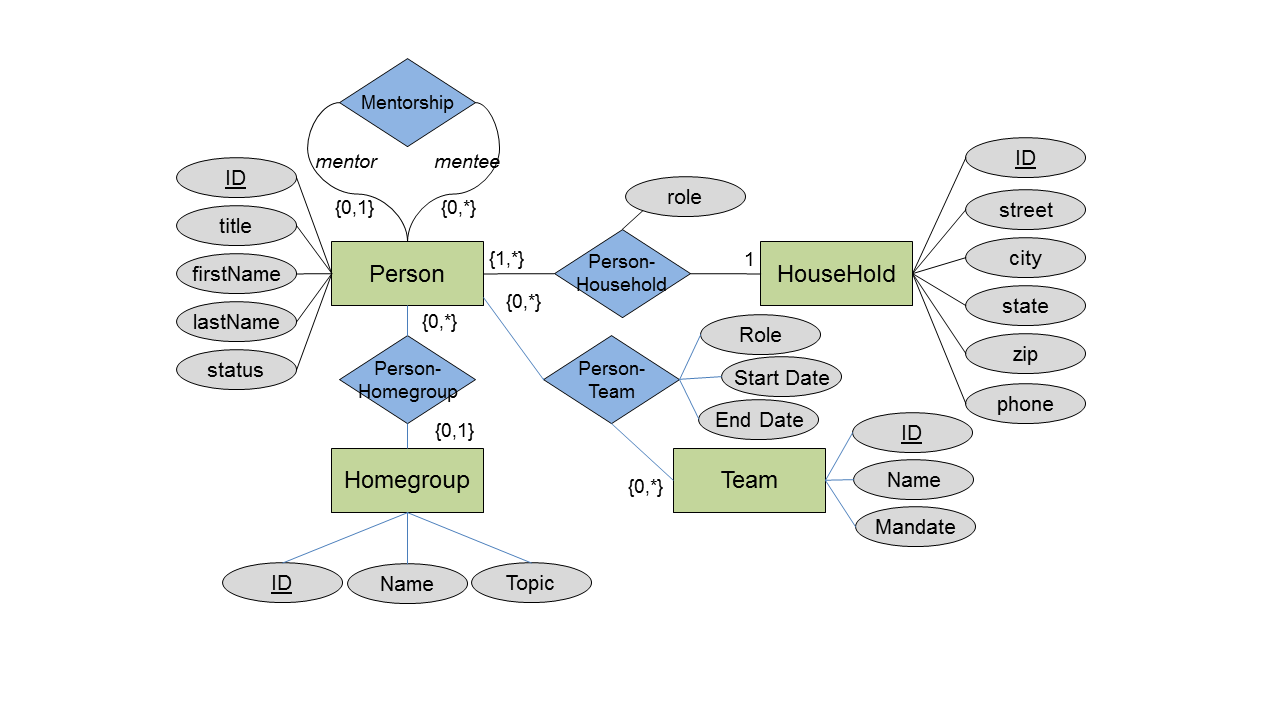 Mentorship
mentor
mentee
{0,1}
{0,*}
ID
title
firstName
lastName
status
Person
{1,*}
{0,*}
{0,*}
role
Person-
Household
1
HouseHold
ID
street
city
state
zip
phone
Person-
Homegroup
{0,1}
Homegroup
ID
Name
Topic
Person-
Team
Role
Start Date
End Date
{0,*}
Team
ID
Name
Mandate